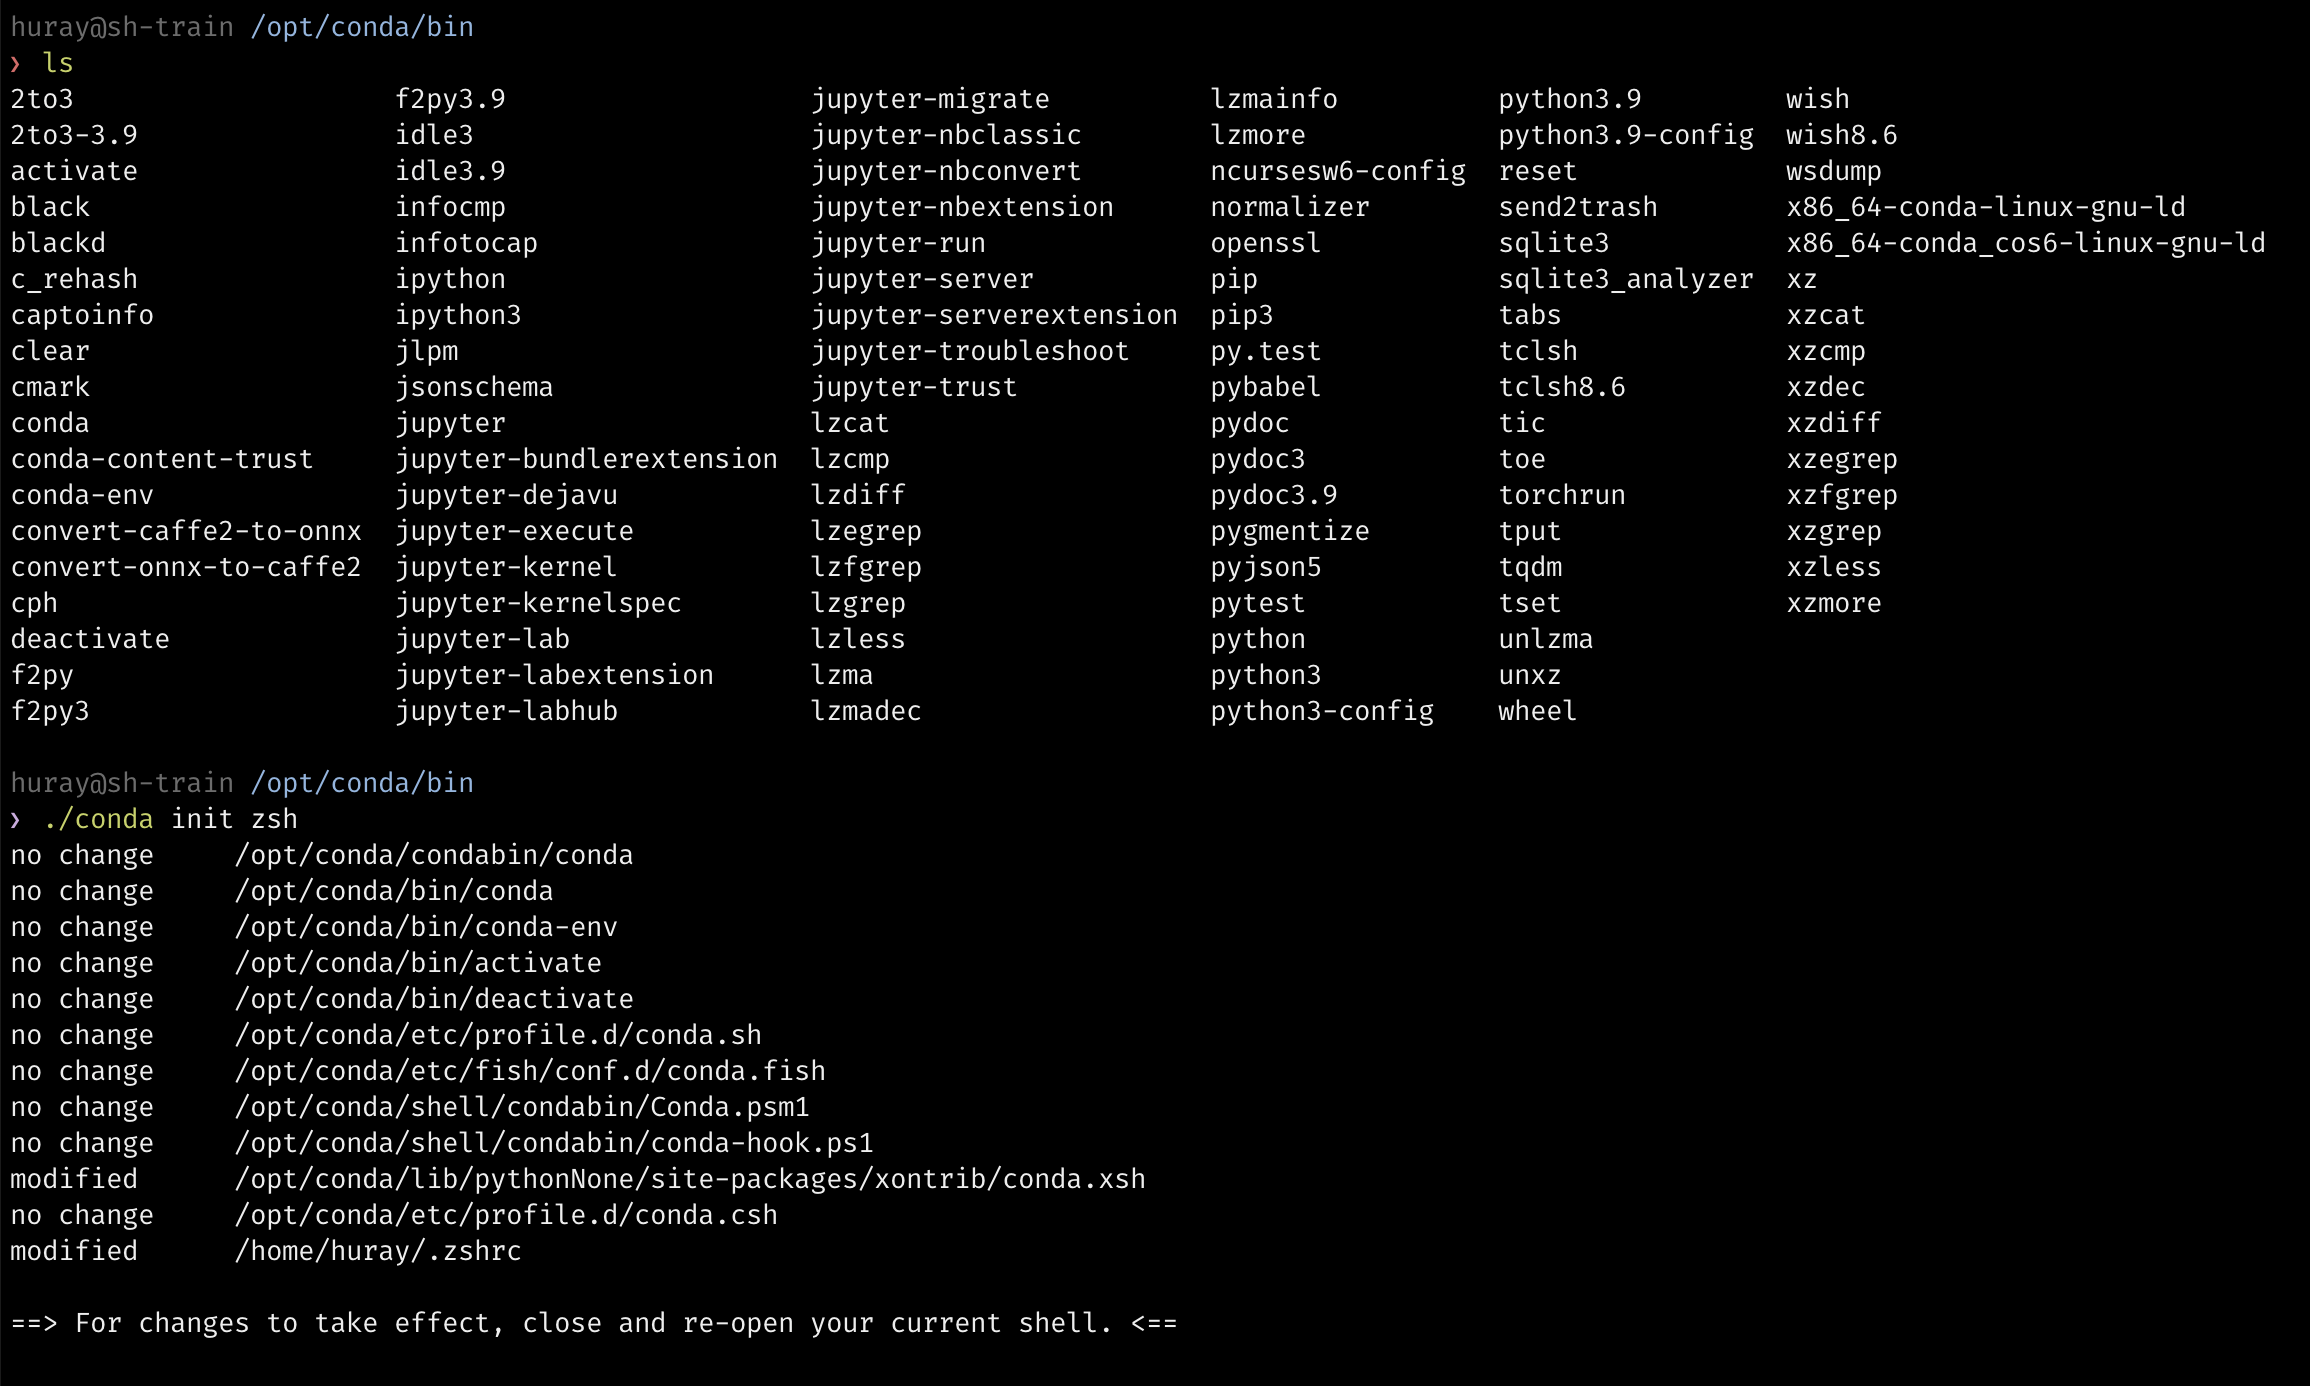 huray@sh-train /opt/conda/bin
❯ ls
2to3 f2py3.9 jupyter-migrate lzmainfo python3.9 wish
2to3-3.9 idle3 jupyter-nbclassic lzmore python3.9-config wish8.6
activate idle3.9 jupyter-nbconvert ncursesw6-config reset wsdump
black infocmp jupyter-nbextension normalizer send2trash x86_64-conda-linux-gnu-ld
blackd infotocap jupyter-run openssl sqlite3 x86_64-conda_cos6-linux-gnu-ld
c_rehash ipython jupyter-server pip sqlite3_analyzer xz
captoinfo ipython3 jupyter-serverextension pip3 tabs xzcat
clear jlpm jupyter-troubleshoot py.test tclsh xzcmp
cmark jsonschema jupyter-trust pybabel tclsh8.6 xzdec
conda jupyter lzcat pydoc tic xzdiff
conda-content-trust jupyter-bundlerextension lzcmp pydoc3 toe xzegrep
conda-env jupyter-dejavu lzdiff pydoc3.9 torchrun xzfgrep
convert-caffe2-to-onnx jupyter-execute lzegrep pygmentize tput xzgrep
convert-onnx-to-caffe2 jupyter-kernel lzfgrep pyjson5 tqdm xzless
cph jupyter-kernelspec lzgrep pytest tset xzmore
deactivate jupyter-lab lzless python unlzma
f2py jupyter-labextension lzma python3 unxz
f2py3 jupyter-labhub lzmadec python3-config wheel
huray@sh-train /opt/conda/bin
❯ ./conda init zsh
no change /opt/conda/condabin/conda
no change /opt/conda/bin/conda
no change /opt/conda/bin/conda-env
no change /opt/conda/bin/activate
no change /opt/conda/bin/deactivate
no change /opt/conda/etc/profile.d/conda.sh
no change /opt/conda/etc/fish/conf.d/conda.fish
no change /opt/conda/shell/condabin/Conda.psm1
no change /opt/conda/shell/condabin/conda-hook.ps1
modified /opt/conda/lib/pythonNone/site-packages/xontrib/conda.xsh
no change /opt/conda/etc/profile.d/conda.csh
modified /home/huray/.zshrc
==> For changes to take effect, close and re-open your current shell. <==